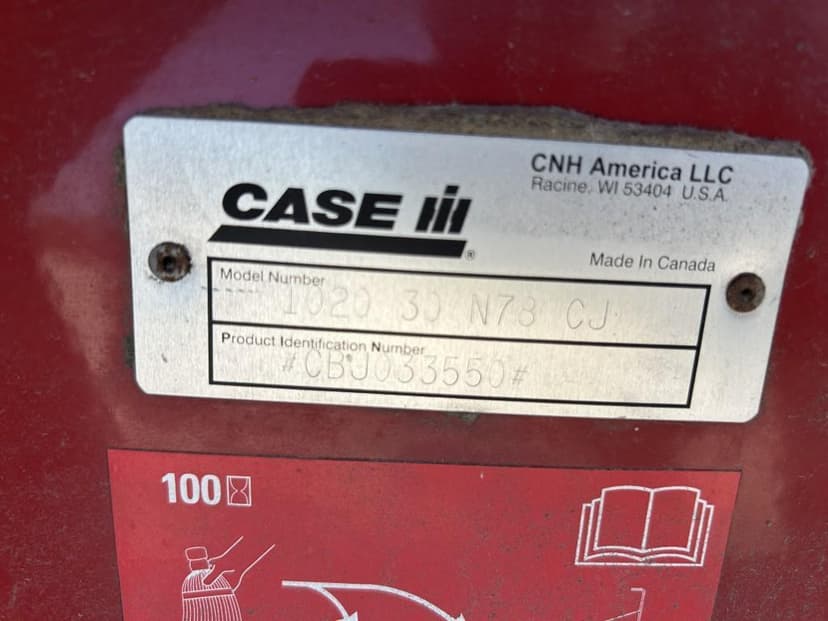 CNH America LLC
Racine, WI 53404 U.S.A.
CASE IH
®
Made In Canada
Model Number
1020 30 N78 CJ
Product Identification Number
#CBJ033550#
100